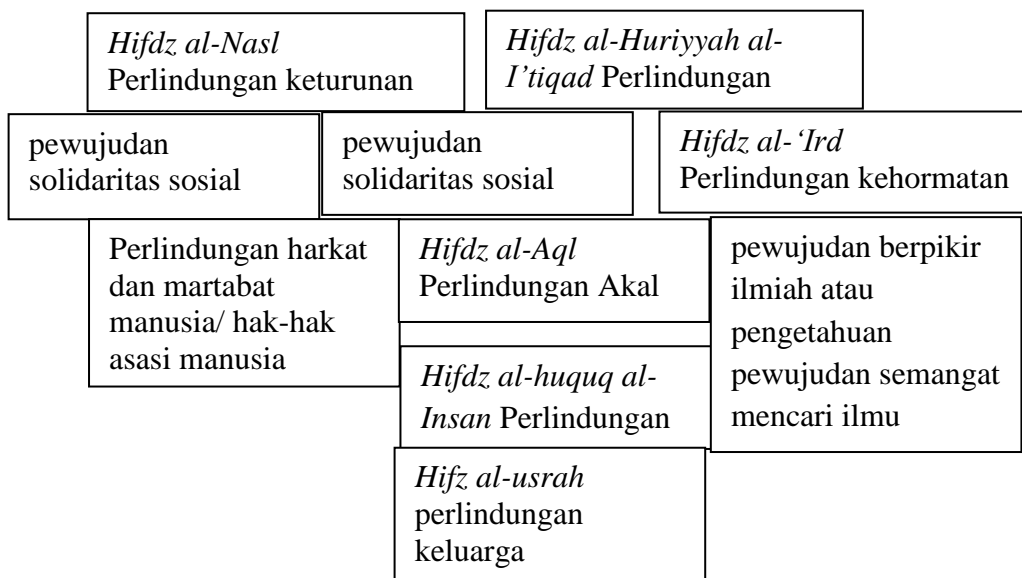 Hifdz al-Nasl
Perlindungan keturunan
Hifdz al-Huriyyah al-
I’tiqad Perlindungan
pewujudan
solidaritas sosial
pewujudan
solidaritas sosial
Hifdz al-‘Ird
Perlindungan kehormatan
Perlindungan harkat
dan martabat
manusia/ hak-hak
asasi manusia
Hifdz al-Aql
Perlindungan Akal
pewujudan berpikir
ilmiah atau
pengetahuan
pewujudan semangat
mencari ilmu
Hifdz al-huquq al-
Insan Perlindungan
Hifz al-usrah
perlindungan
keluarga